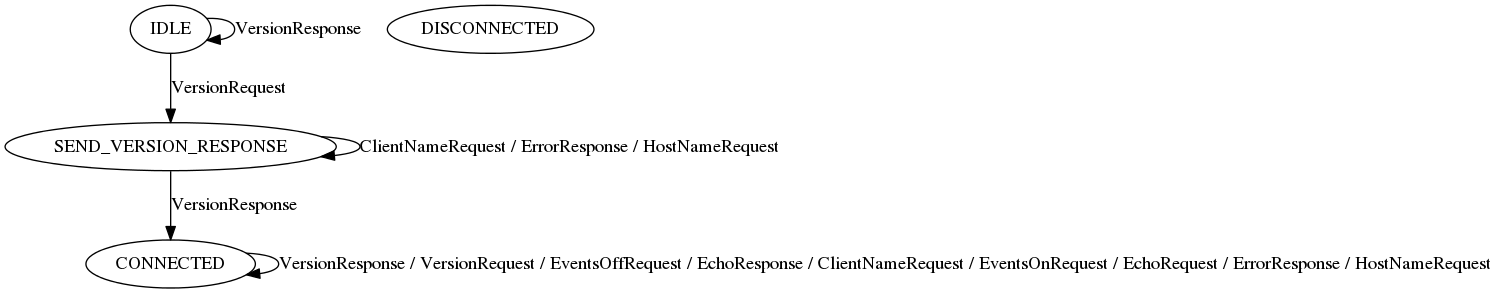 IDLE
VersionResponse
DISCONNECTED
VersionRequest
SEND_VERSION_RESPONSE
ClientNameRequest / ErrorResponse / HostNameRequest
VersionResponse
CONNECTED
VersionResponse / VersionRequest / EventsOffRequest / EchoResponse / ClientNameRequest / EventsOnRequest / EchoRequest / ErrorResponse / HostNameRequest